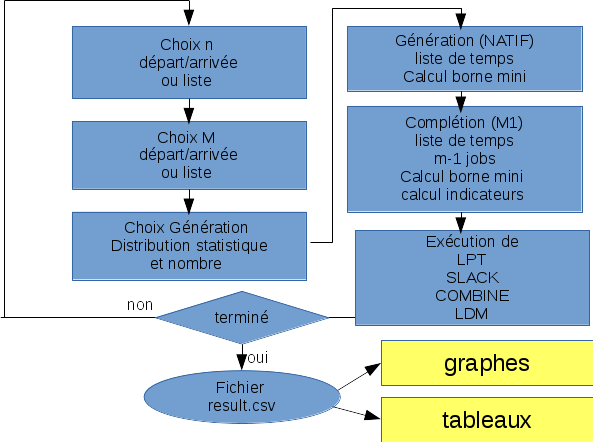 Choix n
départ/arrivée
ou liste
Choix M
départ/arrivée
ou liste
Choix Génération
Distribution statistique
et nombre
Génération (NATIF)
liste de temps
Calcul borne mini
Complétion (M1)
liste de temps
m-1 jobs
Calcul borne mini
calcul indicateurs
Exécution de
LPT
SLACK
COMBINE
LDM
non
terminé
oui
Fichier
result.csv
graphes
tableaux